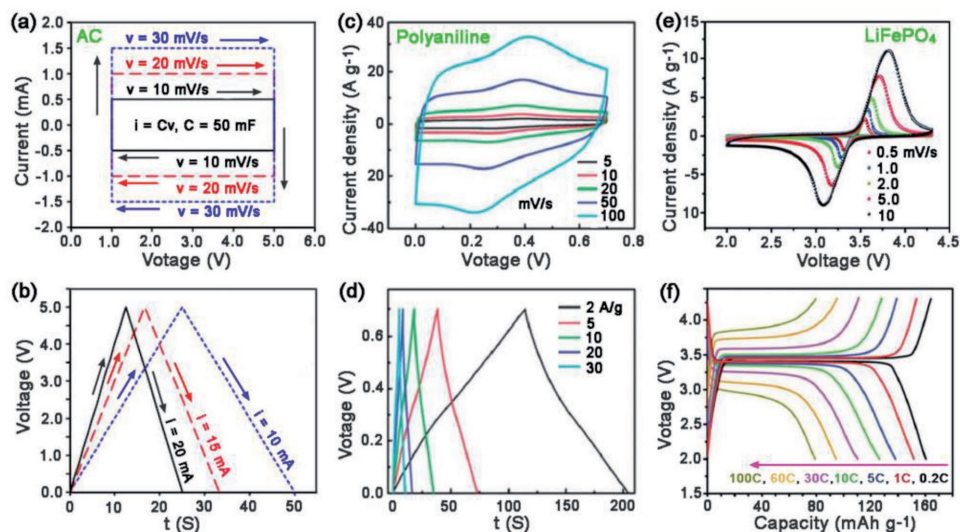 (a)
AC
v = 30 mV/s
v = 20 mV/s
v = 10 mV/s
i = Cv, C = 50 mF
v = 10 mV/s
v = 20 mV/s
v = 30 mV/s
Current (mA)
2.0
1.5
1.0
0.5
0.0
-0.5
-1.0
-1.5
-2.0
0.0 1.0 2.0 3.0 4.0 5.0 6.0
Votage (V)
(c)
Polyaniline
Current density (A g-1)
40
20
0
-20
-40
0.0 0.2 0.4 0.6 0.8
Votage (V)
mV/s
5
10
20
50
100
(e)
LiFePO4
Current density (A g-1)
10
5
0
5
10
2.0 2.5 3.0 3.5 4.0 4.5
Voltage (V)
0.5 mV/s
1.0
2.0
5.0
10
(b)
Voltage (V)
5.0
4.0
3.0
2.0
1.0
0.0
0 10 20 30 40 50
t (S)
i = 20 mA
i = 15 mA
i = 10 mA
(d)
Votage (V)
0.6
0.4
0.2
0.0
0 50 100 150 200
t (S)
2 A/g
5
10
20
30
(f)
Votage (V)
4.0
3.5
3.0
2.5
2.0
1.5
0 40 80 120 160
Capacity (mAh g-1)
100C, 60C, 30C, 10C, 5C, 1C, 0.2C